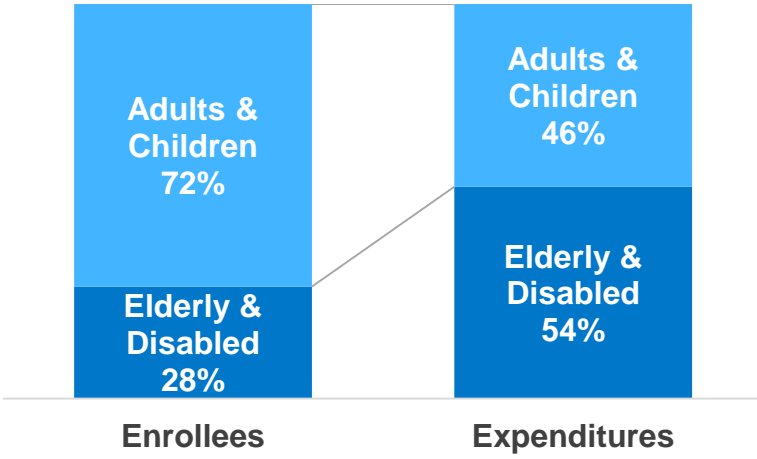 Adults &
Children
72%
Elderly &
Disabled
28%
Adults &
Children
46%
Elderly &
Disabled
54%
Enrollees
Expenditures